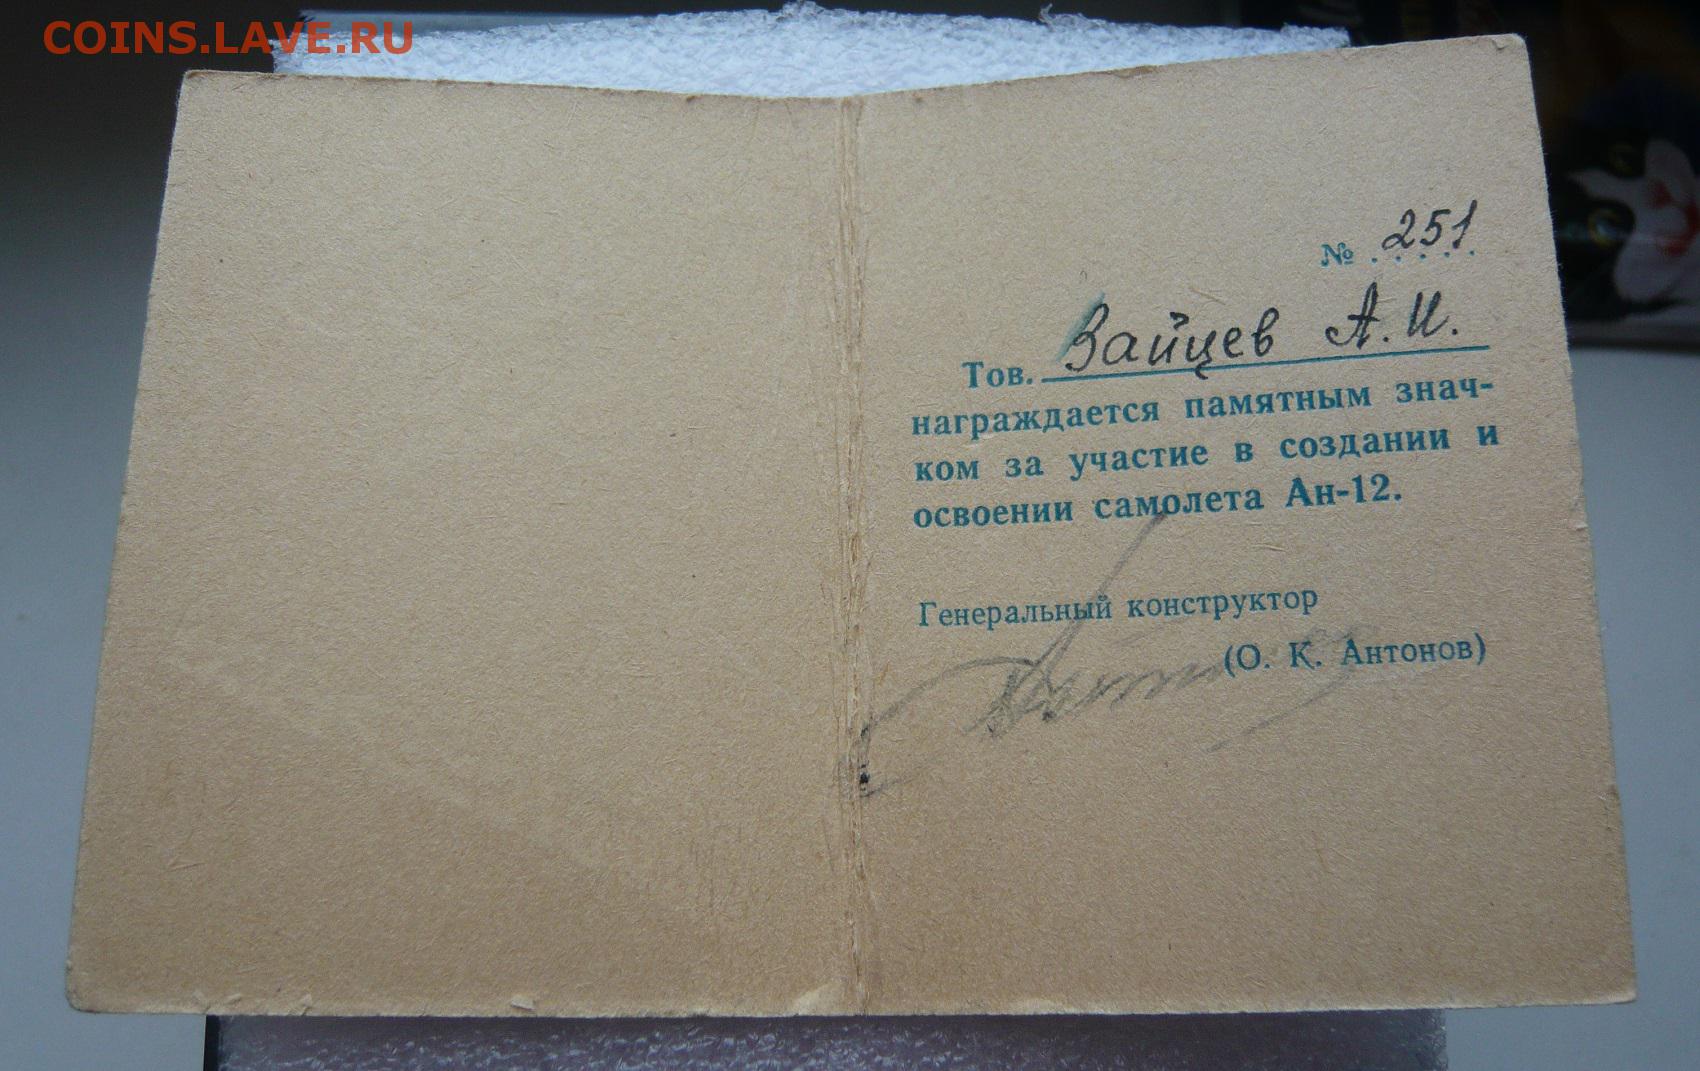 COINS.LAVE.RU
№ 251
Тов. Зайцев А. И.
награждается памятным знач-
ком за участие в создании и
освоении самолета Ан-12.
Генеральный конструктор
(О. К. Антонов)